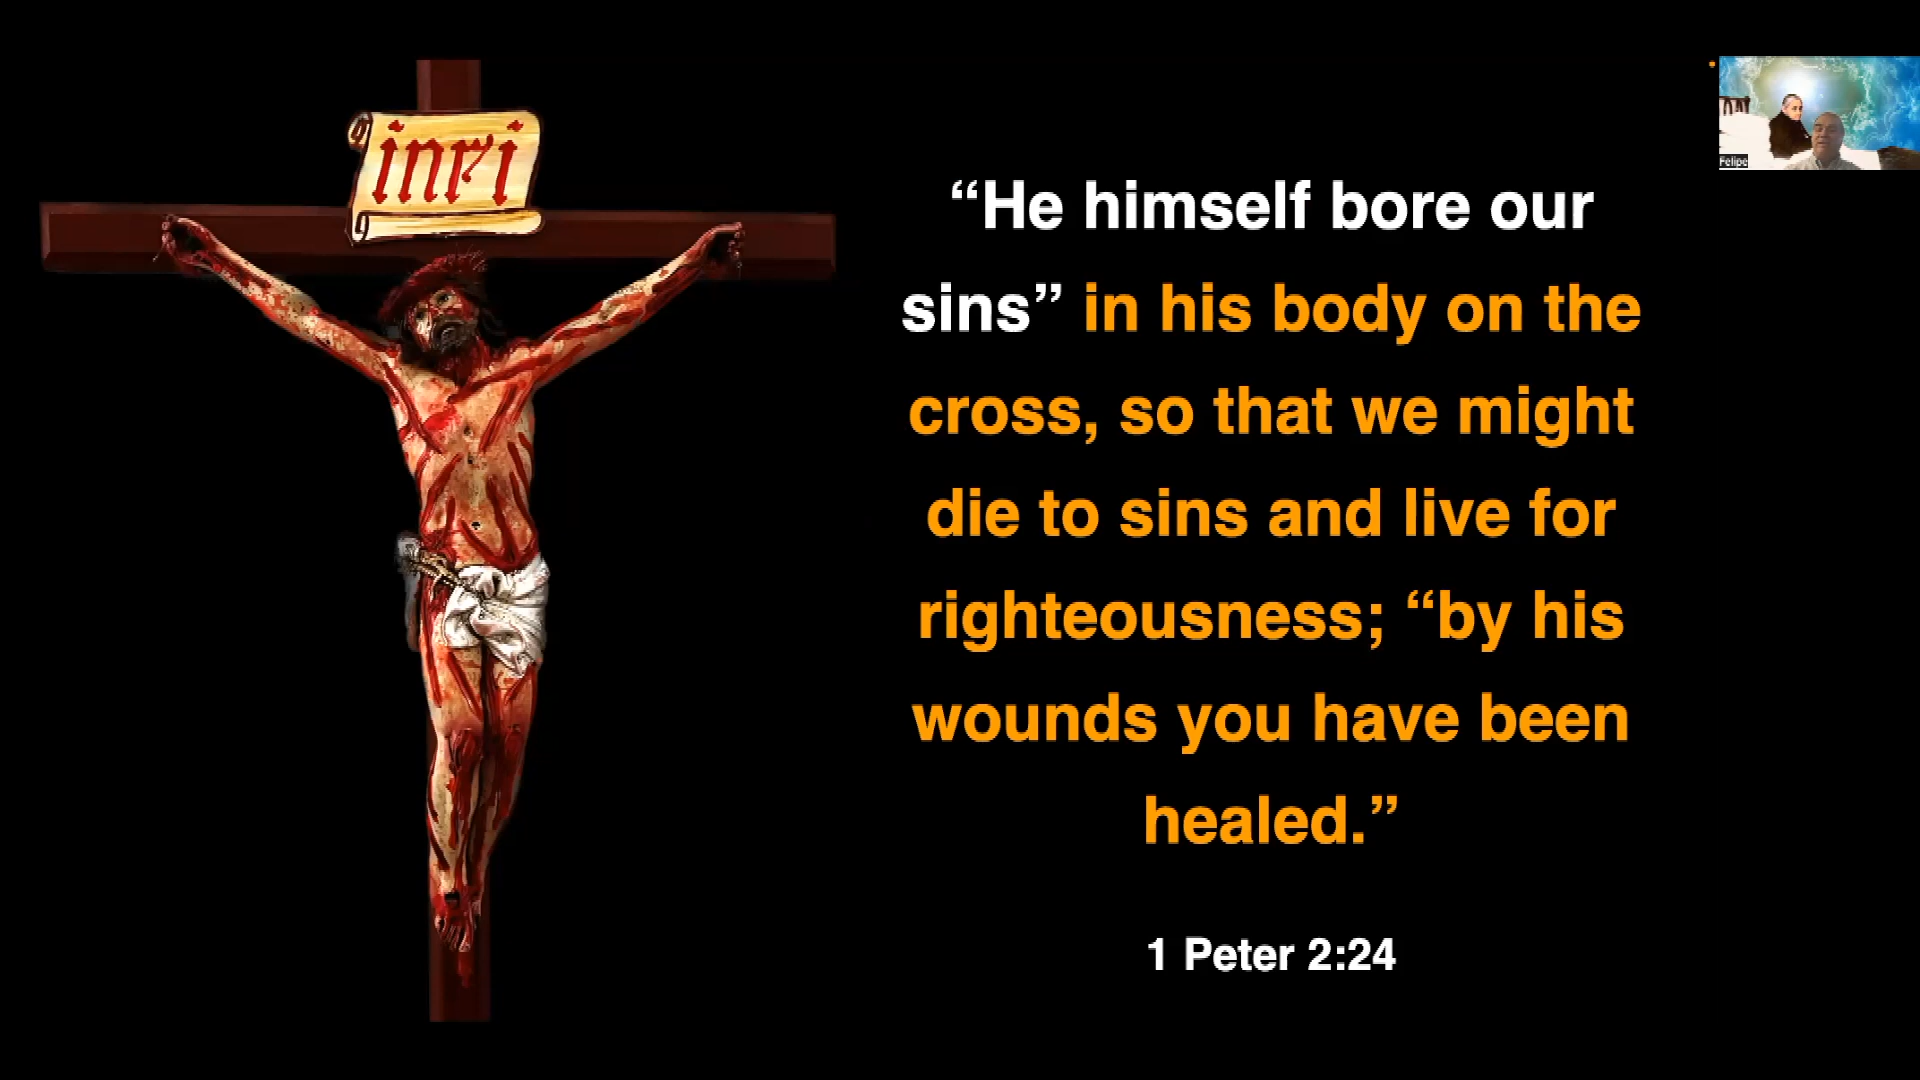 inri
“He himself bore our
sins” in his body on the
cross, so that we might
die to sins and live for
righteousness; “by his
wounds you have been
healed.”
1 Peter 2:24
Felipe